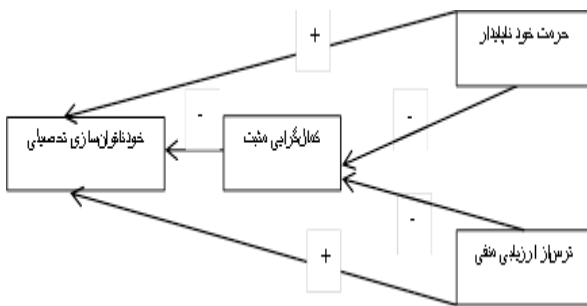 حرمت خود ناپایدار
+
-
-
خودناتوان‌سازی تحصیلی
کمال‌گرایی مثبت
-
+
ترس از ارزیابی منفی